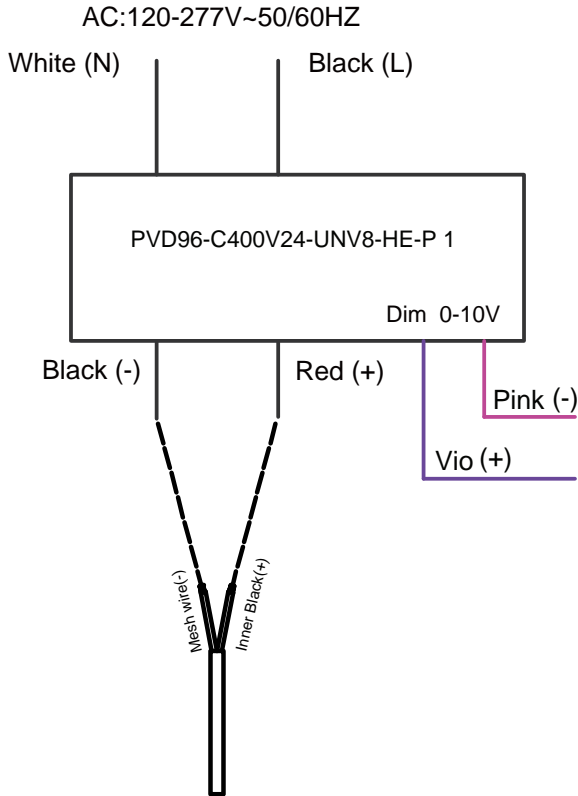 AC:120-277V~50/60HZ
White (N)
Black (L)
PVD96-C400V24-UNV8-HE-P 1
Dim 0-10V
Black (-)
Red (+)
Pink (-)
Vio (+)
Mesh wire(-)
Inner Black(+)